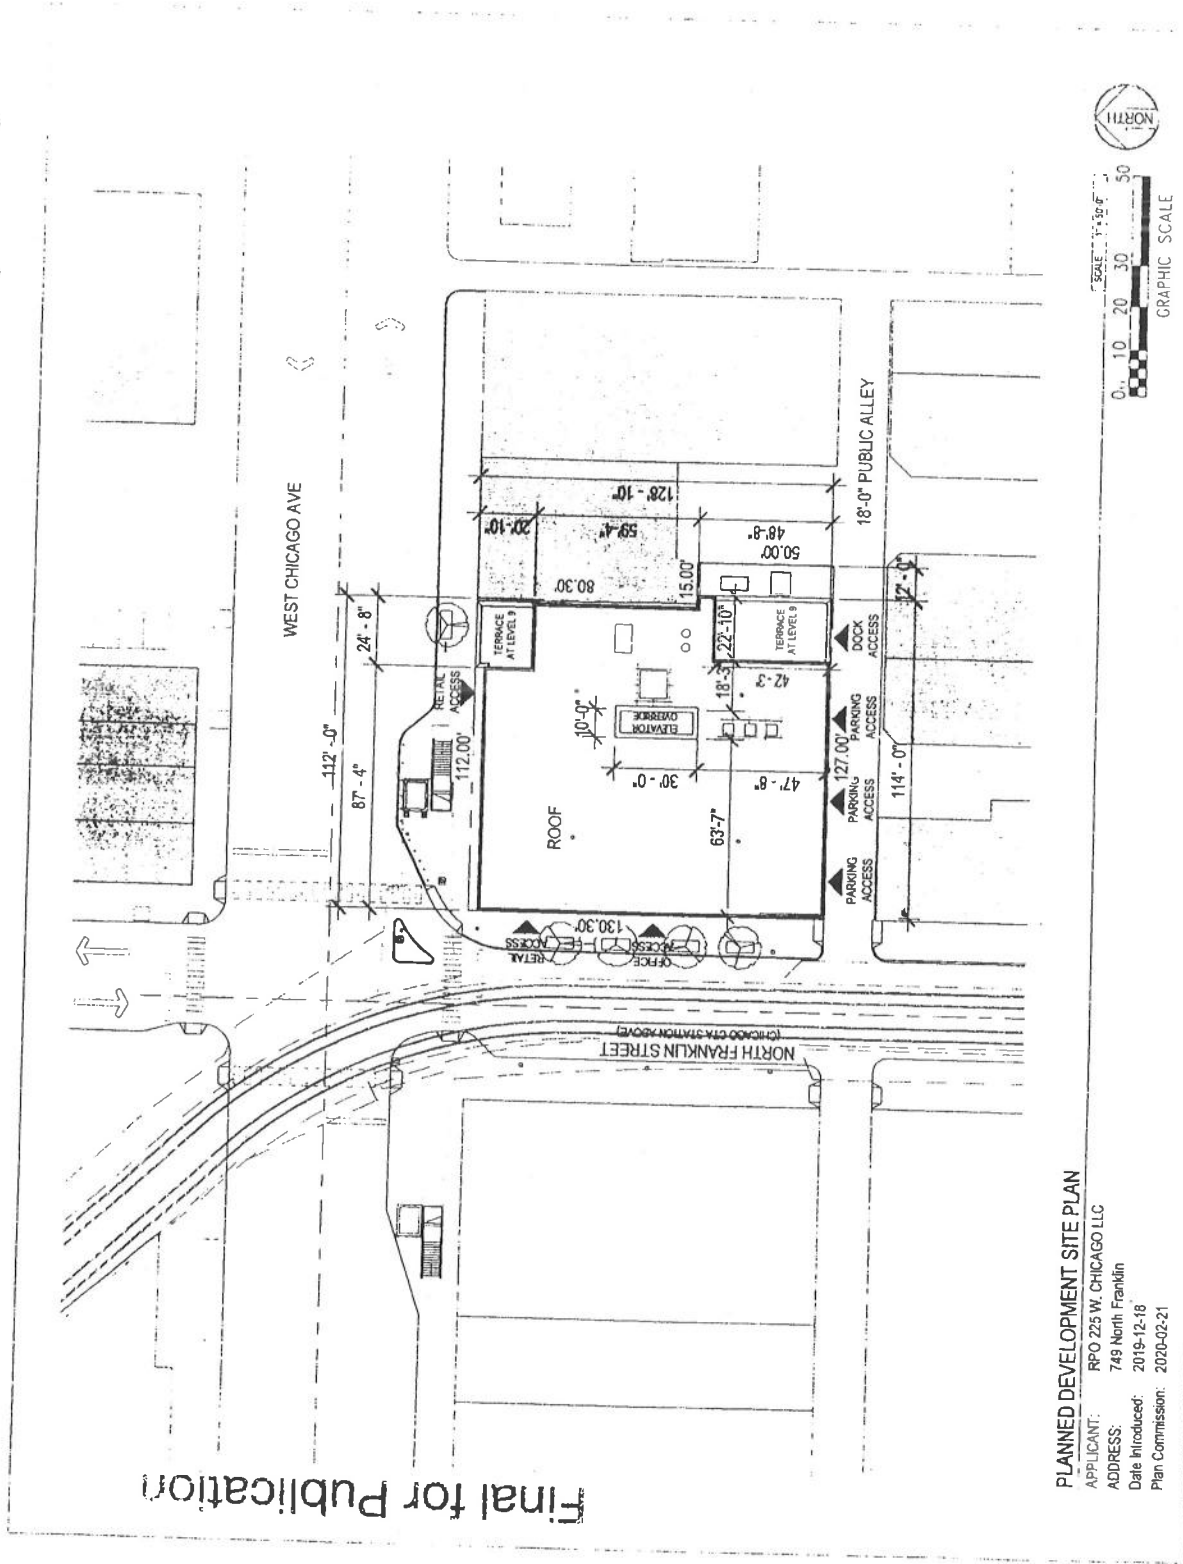 Final for Publication
WEST CHICAGO AVE
112' -0"
87' - 4"
24' - 8"
RETAIL
ACCESS
112.00'
TERRACE
AT LEVEL 9
20'-10"
128' - 10"
59'-4"
80.30'
15.00'
48'-8"
50.00'
ROOF
10'-0"
ELEVATOR
OVERRIDE
30' - 0"
47' - 8"
63'-7"
18'-3"
22'-10"
TERRACE
AT LEVEL 9
42'-3"
130.30'
RETAIL
ACCESS
OFFICE
ACCESS
NORTH FRANKLIN STREET
(CHICAGO CTA STATION ABOVE)
127.00'
PARKING
ACCESS
PARKING
ACCESS
PARKING
ACCESS
DOCK
ACCESS
114' - 0"
12' - 0"
18'-0" PUBLIC ALLEY
PLANNED DEVELOPMENT SITE PLAN
APPLICANT: RPO 225 W. CHICAGO LLC
ADDRESS: 749 North Franklin
Date Introduced: 2019-12-18
Plan Commission: 2020-02-21
SCALE 1" = 50'-0"
0 10 20 30 50
GRAPHIC SCALE
NORTH